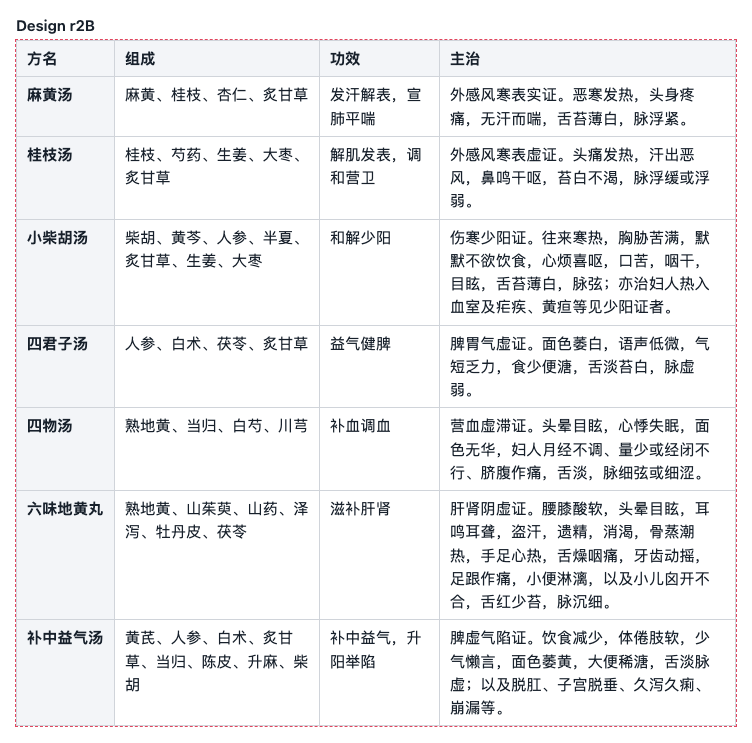 Design r2B
方名 组成 功效 主治
麻黄汤 麻黄、桂枝、杏仁、炙甘草 发汗解表，宣 外感风寒表实证。恶寒发热，头身疼
肺平喘 痛，无汗而喘，舌苔薄白，脉浮紧。
桂枝汤 桂枝、芍药、生姜、大枣、 解肌发表，调 外感风寒表虚证。头痛发热，汗出恶
炙甘草 和营卫 风，鼻鸣干呕，苔白不渴，脉浮缓或浮
弱。
小柴胡汤 柴胡、黄芩、人参、半夏、 和解少阳 伤寒少阳证。往来寒热，胸胁苦满，默
炙甘草、生姜、大枣 默不欲饮食，心烦喜呕，口苦，咽干，
目眩，舌苔薄白，脉弦；亦治妇人热入
血室及疟疾、黄疸等见少阳证者。
四君子汤 人参、白术、茯苓、炙甘草 益气健脾 脾胃气虚证。面色萎白，语声低微，气
短乏力，食少便溏，舌淡苔白，脉虚
弱。
四物汤 熟地黄、当归、白芍、川芎 补血调血 营血虚滞证。头晕目眩，心悸失眠，面
色无华，妇人月经不调、量少或经闭不
行、脐腹作痛，舌淡，脉细弦或细涩。
六味地黄丸 熟地黄、山茱萸、山药、泽 滋补肝肾 肝肾阴虚证。腰膝酸软，头晕目眩，耳
泻、牡丹皮、茯苓 鸣耳聋，盗汗，遗精，消渴，骨蒸潮
热，手足心热，舌燥咽痛，牙齿动摇，
足跟作痛，小便淋漓，以及小儿囟开不
合，舌红少苔，脉沉细。
补中益气汤 黄芪、人参、白术、炙甘 补中益气，升 脾虚气陷证。饮食减少，体倦肢软，少
草、当归、陈皮、升麻、柴 阳举陷 气懒言，面色萎黄，大便稀溏，舌淡脉
胡 虚；以及脱肛、子宫脱垂、久泻久痢、
崩漏等。